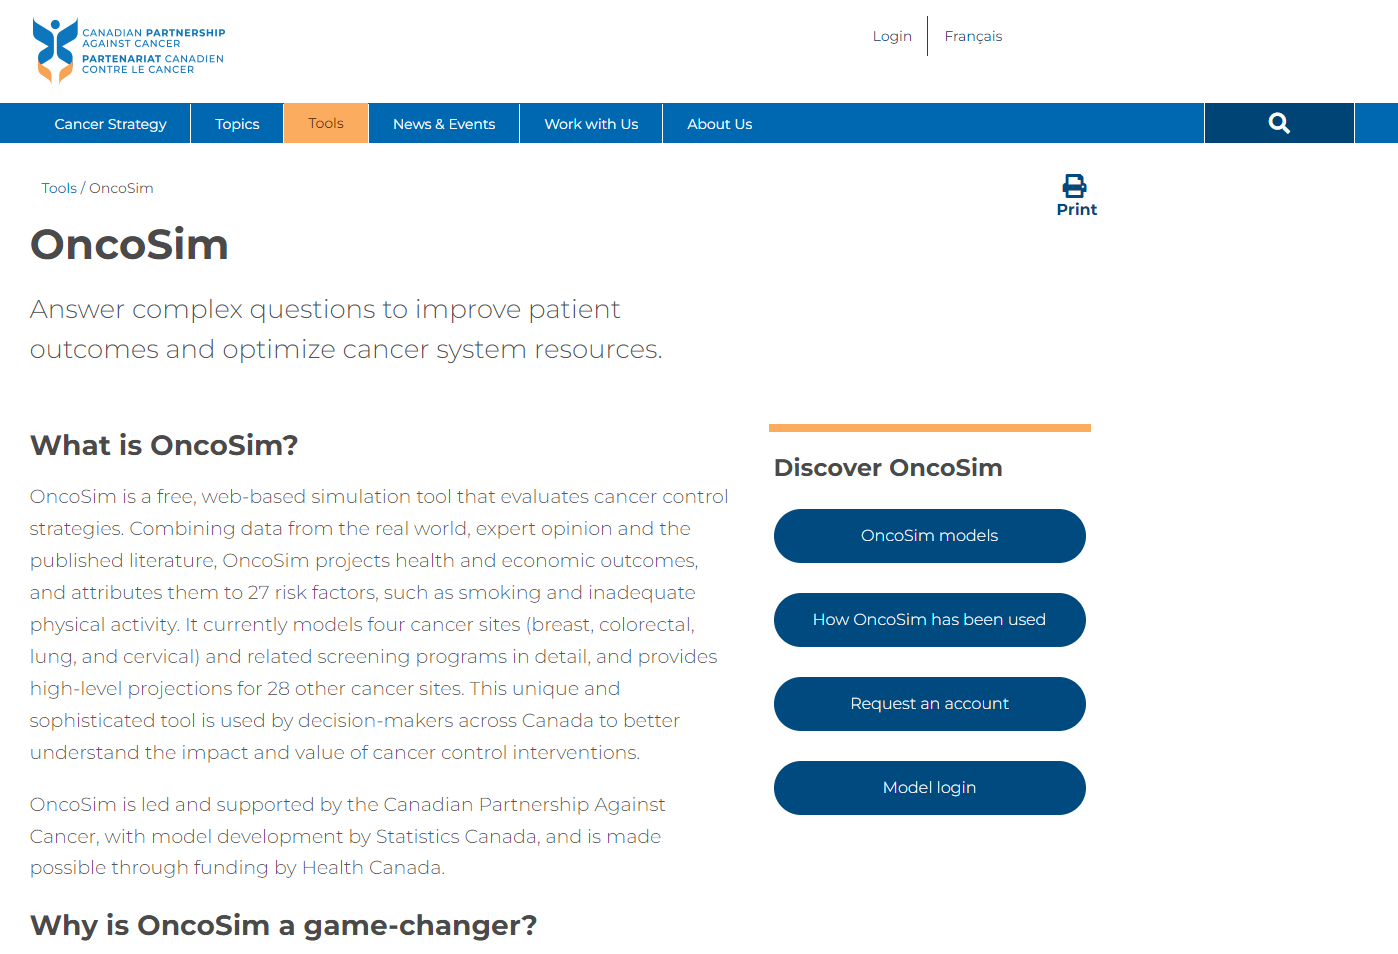 CANADIAN PARTNERSHIP
AGAINST CANCER
PARTENARIAT CANADIEN
CONTRE LE CANCER
Login
Français
Cancer Strategy
Topics
Tools
News & Events
Work with Us
About Us
Tools / OncoSim
Print
OncoSim
Answer complex questions to improve patient
outcomes and optimize cancer system resources.
What is OncoSim?
OncoSim is a free, web-based simulation tool that evaluates cancer control
strategies. Combining data from the real world, expert opinion and the
published literature, OncoSim projects health and economic outcomes,
and attributes them to 27 risk factors, such as smoking and inadequate
physical activity. It currently models four cancer sites (breast, colorectal,
lung, and cervical) and related screening programs in detail, and provides
high-level projections for 28 other cancer sites. This unique and
sophisticated tool is used by decision-makers across Canada to better
understand the impact and value of cancer control interventions.
OncoSim is led and supported by the Canadian Partnership Against
Cancer, with model development by Statistics Canada, and is made
possible through funding by Health Canada.
Why is OncoSim a game-changer?
Discover OncoSim
OncoSim models
How OncoSim has been used
Request an account
Model login